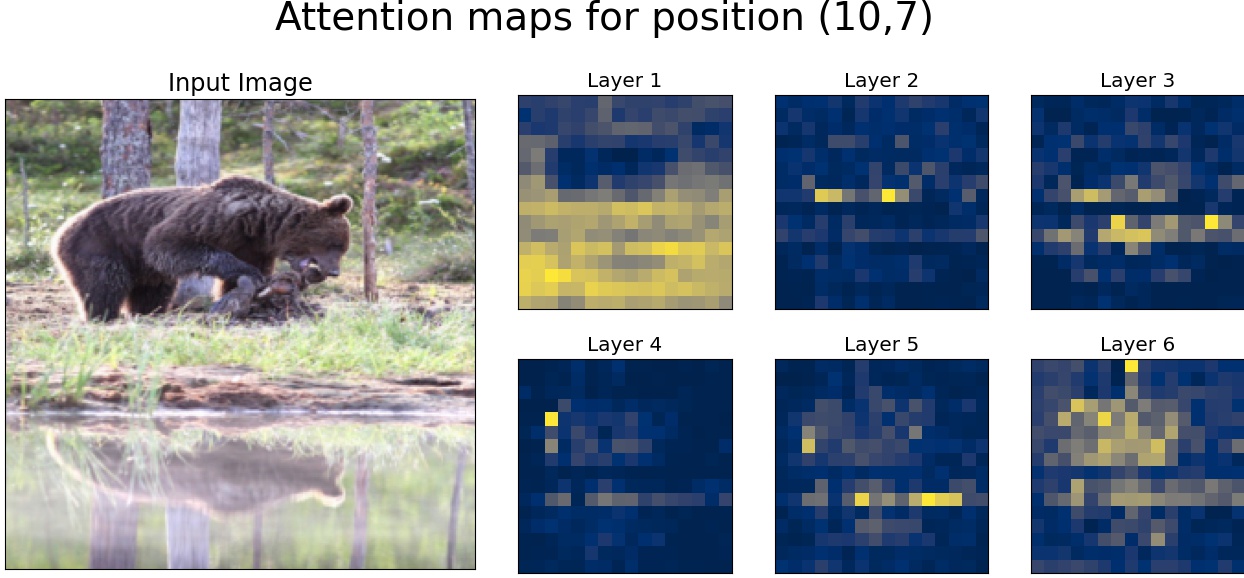 Attention maps for position (10,7)
Input Image
Layer 1
Layer 2
Layer 3
Layer 4
Layer 5
Layer 6